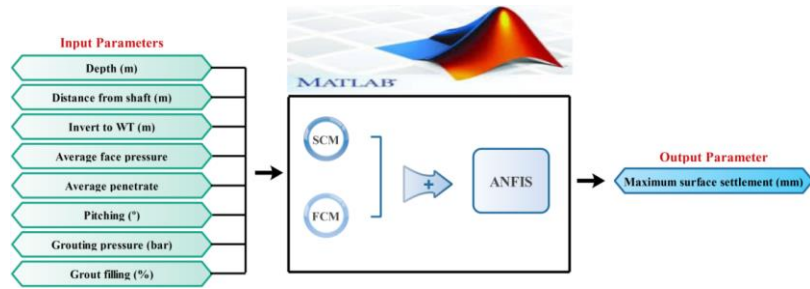 Input Parameters
Depth (m)
Distance from shaft (m)
Invert to WT (m)
Average face pressure
Average penetrate
Pitching (º)
Grouting pressure (bar)
Grout filling (%)
MATLAB
SCM
FCM
+
ANFIS
Output Parameter
Maximum surface settlement (mm)